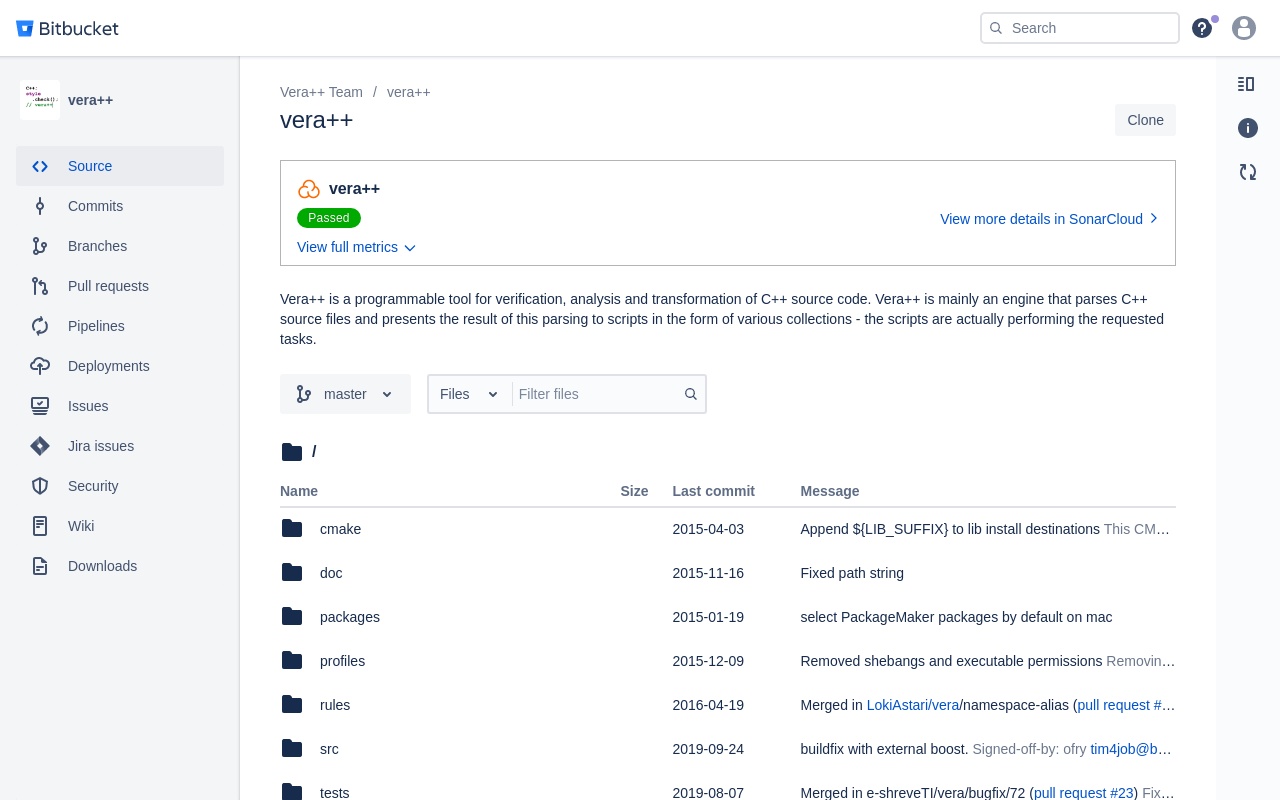 Bitbucket
Search
C++:
style
.check();
// vera++
vera++
Source
Commits
Branches
Pull requests
Pipelines
Deployments
Issues
Jira issues
Security
Wiki
Downloads
Vera++ Team / vera++
vera++
Clone
vera++
Passed
View more details in SonarCloud
View full metrics
Vera++ is a programmable tool for verification, analysis and transformation of C++ source code. Vera++ is mainly an engine that parses C++
source files and presents the result of this parsing to scripts in the form of various collections - the scripts are actually performing the requested
tasks.
master
Files
Filter files
/
Name Size Last commit Message
cmake 2015-04-03 Append ${LIB_SUFFIX} to lib install destinations This CM…
doc 2015-11-16 Fixed path string
packages 2015-01-19 select PackageMaker packages by default on mac
profiles 2015-12-09 Removed shebangs and executable permissions Removin…
rules 2016-04-19 Merged in LokiAstari/vera/namespace-alias (pull request #…
src 2019-09-24 buildfix with external boost. Signed-off-by: ofry tim4job@b…
tests 2019-08-07 Merged in e-shreveTI/vera/bugfix/72 (pull request #23) Fix…